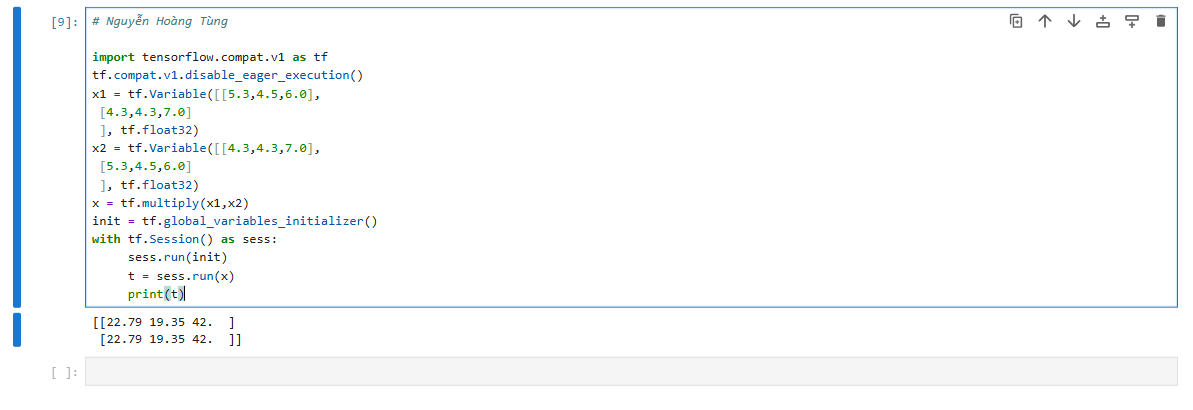 [9]: # Nguyễn Hoàng Tùng
import tensorflow.compat.v1 as tf
tf.compat.v1.disable_eager_execution()
x1 = tf.Variable([[5.3,4.5,6.0],
 [4.3,4.3,7.0]
 ], tf.float32)
x2 = tf.Variable([[4.3,4.3,7.0],
 [5.3,4.5,6.0]
 ], tf.float32)
x = tf.multiply(x1,x2)
init = tf.global_variables_initializer()
with tf.Session() as sess:
     sess.run(init)
     t = sess.run(x)
     print(t)
[[22.79 19.35 42.  ]
 [22.79 19.35 42.  ]]
[ ]: